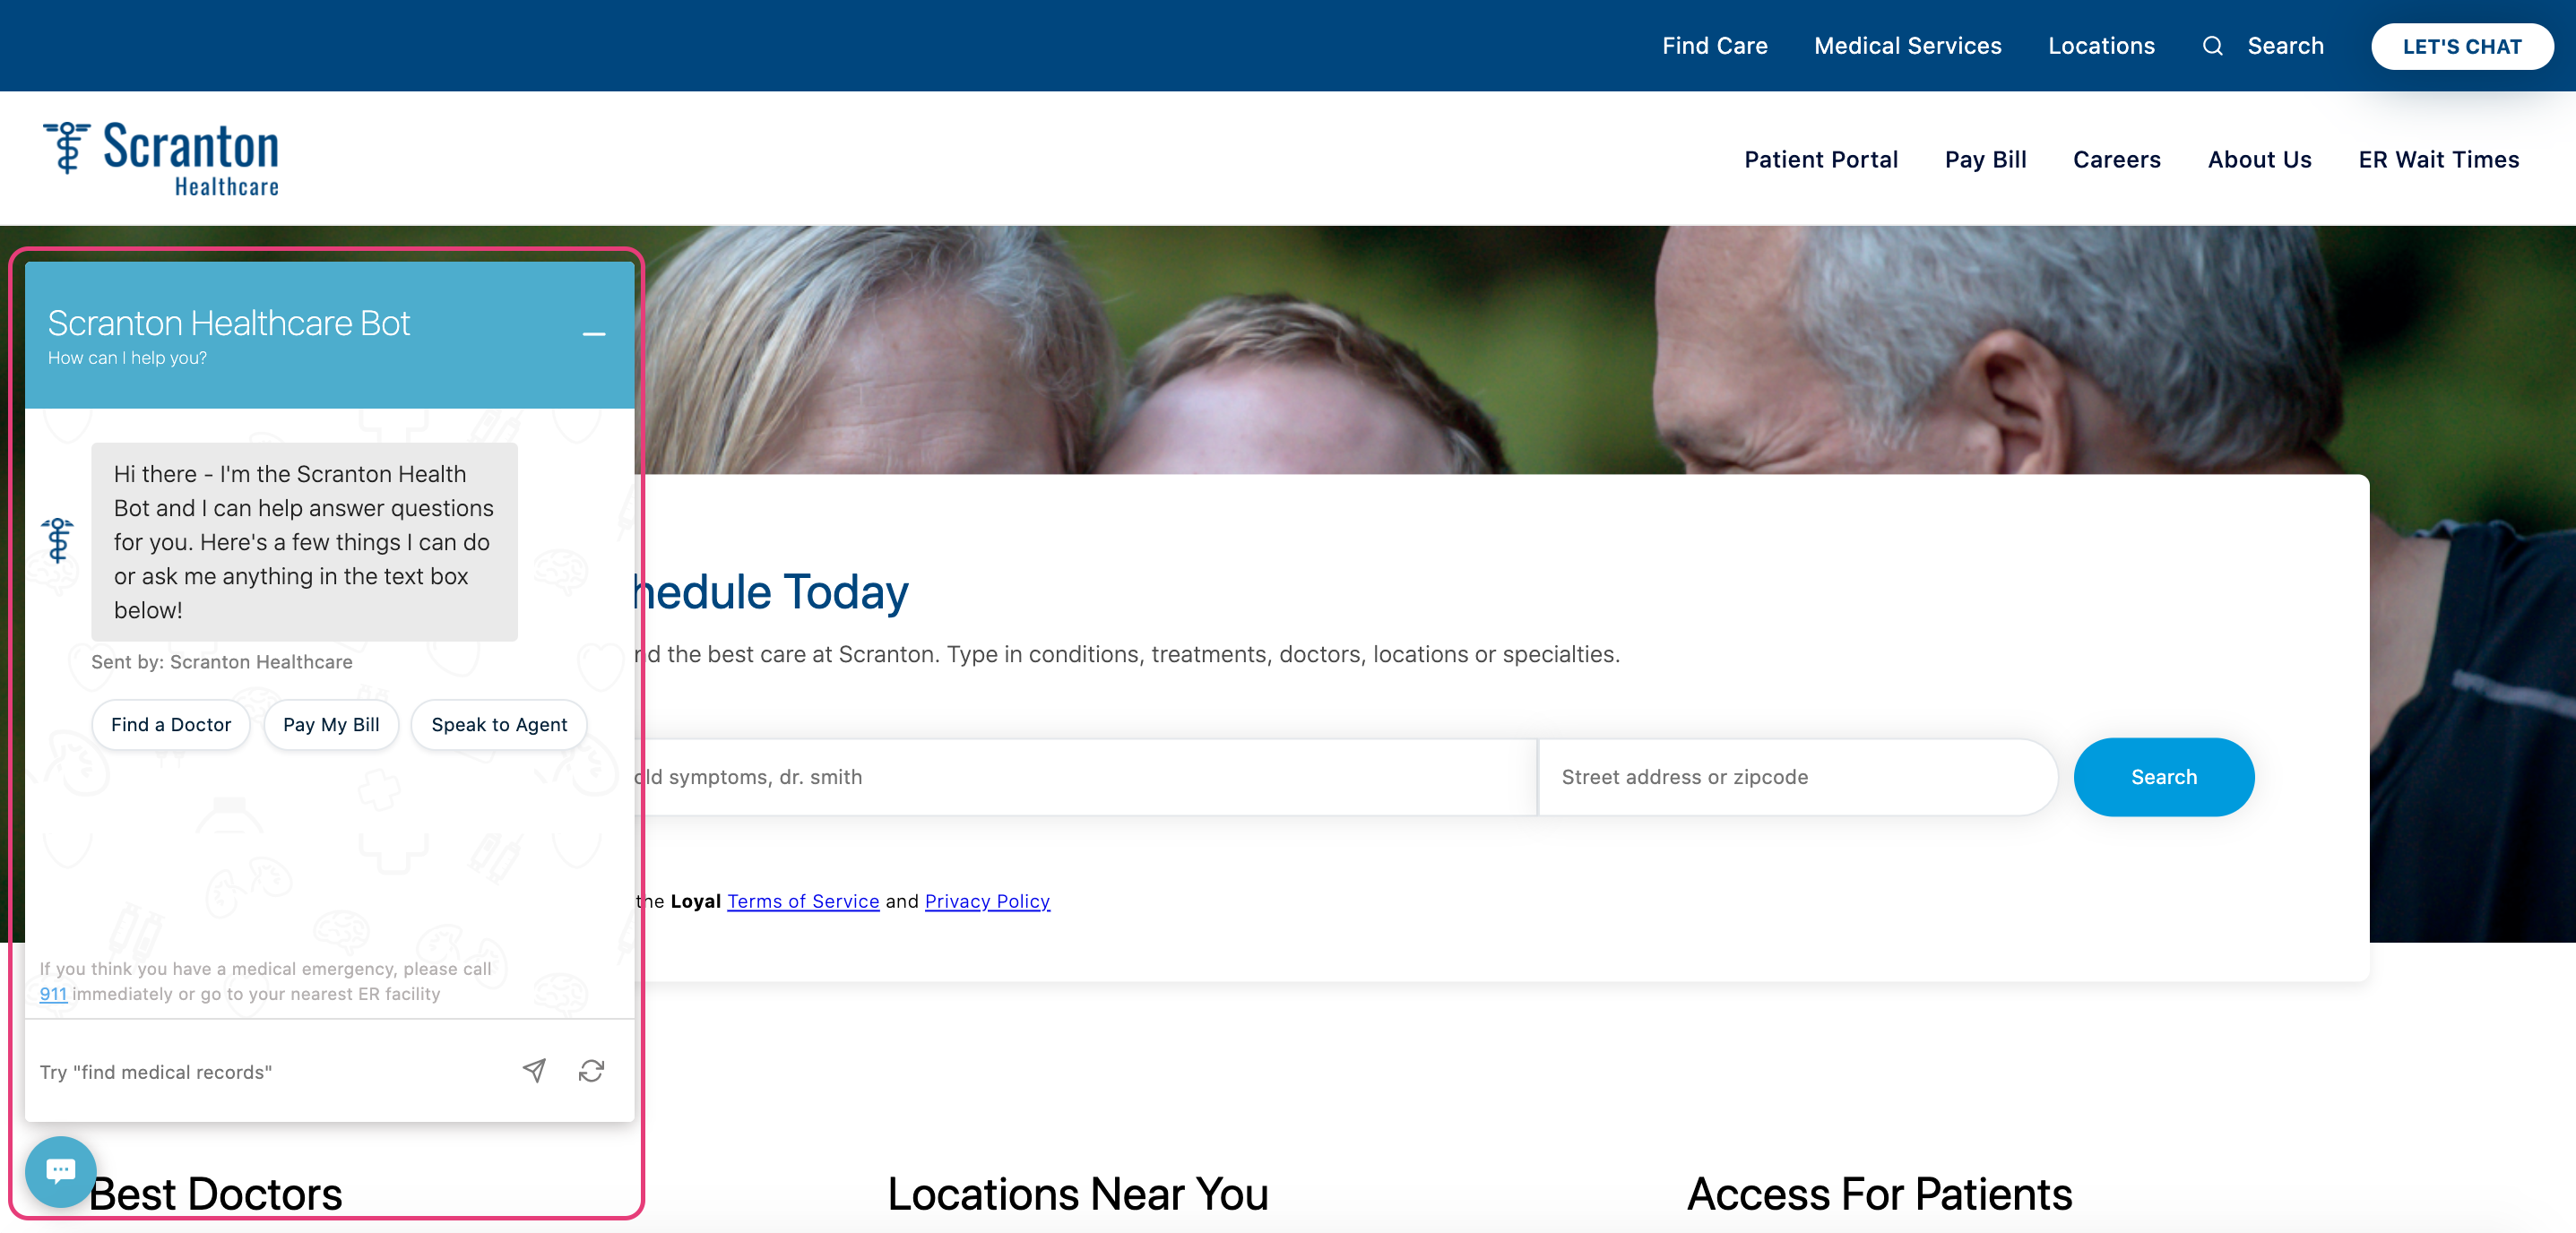 Find Care Medical Services Locations Search LET'S CHAT
Scranton
Healthcare
Patient Portal Pay Bill Careers About Us ER Wait Times
Scranton Healthcare Bot
How can I help you?
Hi there - I'm the Scranton Health
Bot and I can help answer questions
for you. Here's a few things I can do
or ask me anything in the text box
below!
Sent by: Scranton Healthcare
Find a Doctor Pay My Bill Speak to Agent
If you think you have a medical emergency, please call
911 immediately or go to your nearest ER facility
Try "find medical records"
hedule Today
nd the best care at Scranton. Type in conditions, treatments, doctors, locations or specialties.
old symptoms, dr. smith
Street address or zipcode
Search
the Loyal Terms of Service and Privacy Policy
Best Doctors
Locations Near You
Access For Patients